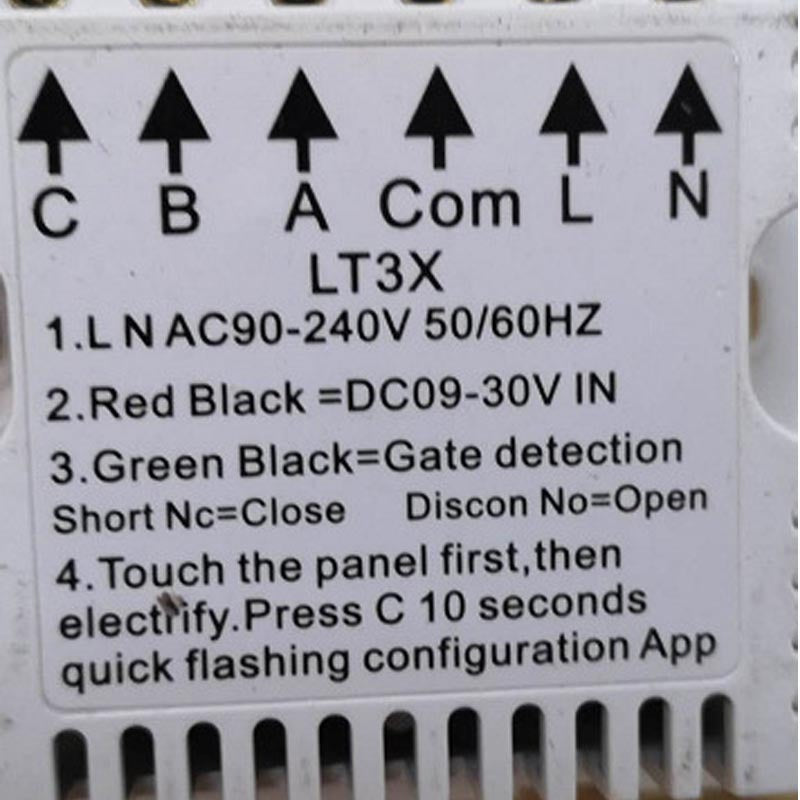 C B A Com L N
LT3X
1.L N AC90-240V 50/60HZ
2.Red Black =DC09-30V IN
3.Green Black=Gate detection
Short Nc=Close Discon No=Open
4.Touch the panel first,then
electrify.Press C 10 seconds
quick flashing configuration App